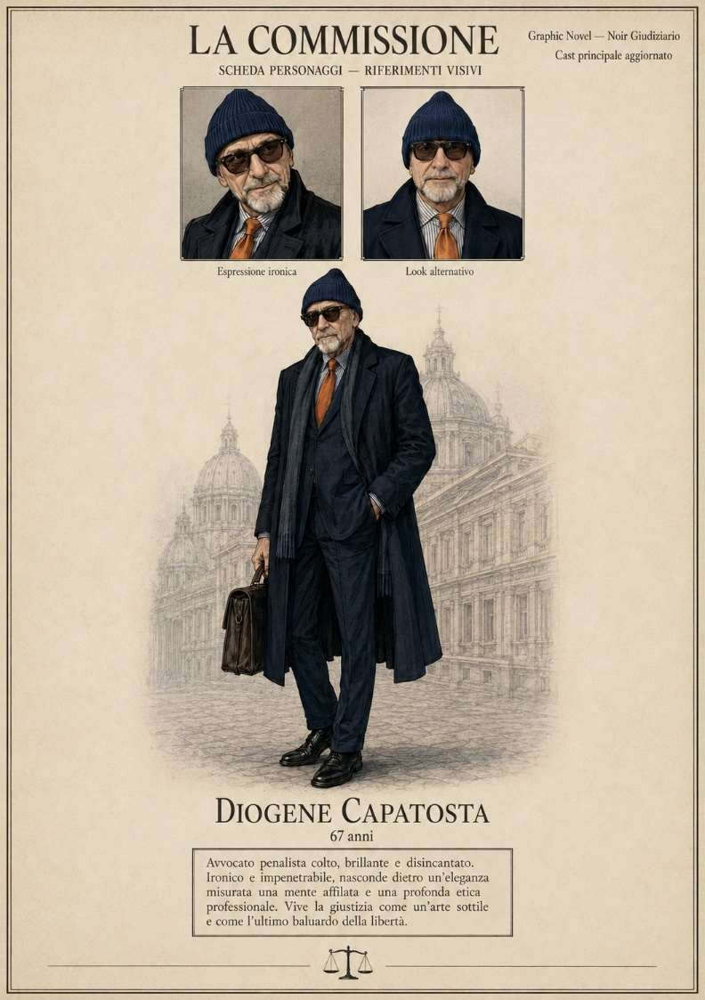 LA COMMISSIONE
SCHEDA PERSONAGGI — RIFERIMENTI VISIVI
Graphic Novel — Noir Giudiziario
Cast principale aggiornato
Espressione ironica
Look alternativo
DIOGENE CAPATOSTA
67 anni
Avvocato penalista colto, brillante e disincantato.
Ironico e impenetrabile, nasconde dietro un'eleganza
misurata una mente affilata e una profonda etica
professionale. Vive la giustizia come un'arte sottile
e come l'ultimo baluardo della libertà.